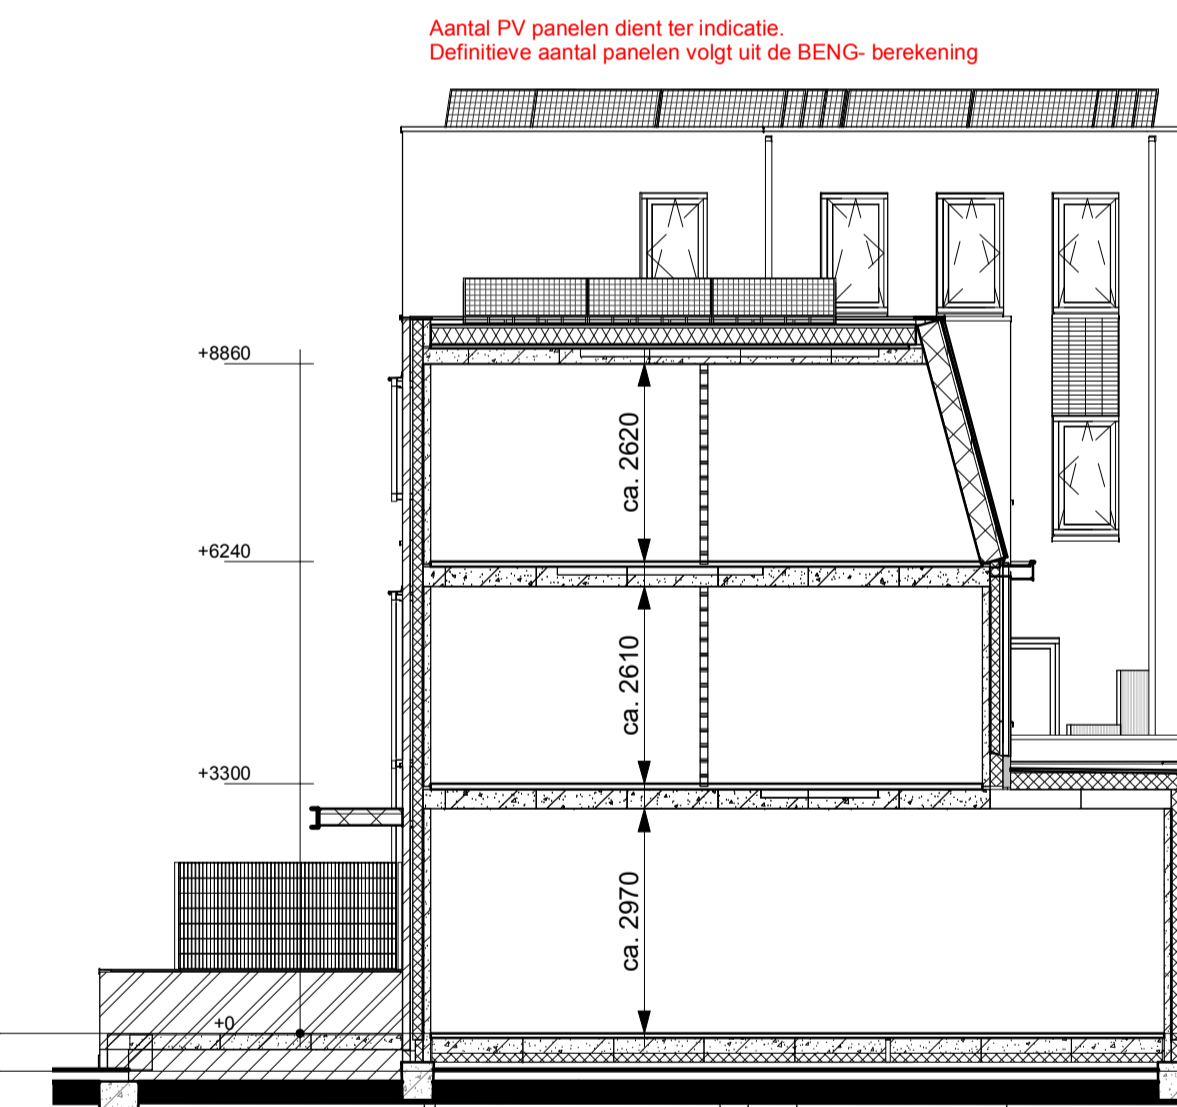 Aantal PV panelen dient ter indicatie.
Definitieve aantal panelen volgt uit de BENG- berekening
+8860
ca. 2620
+6240
ca. 2610
+3300
ca. 2970
+0